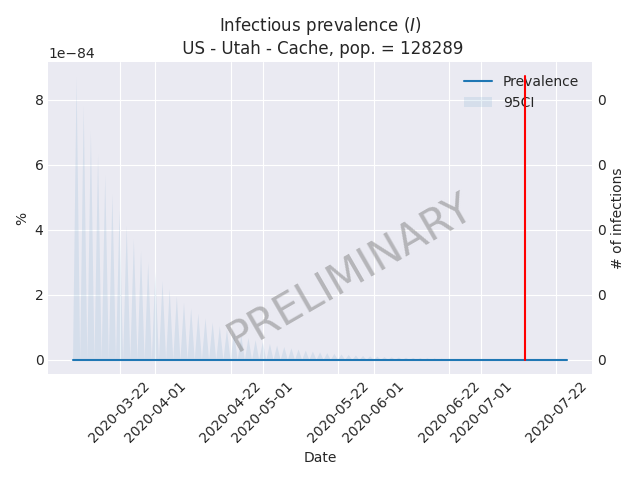 Infectious prevalence (I)
US - Utah - Cache, pop. = 128289
1e−84
Prevalence
95CI
8
6
4
2
0
%
0
0
0
0
0
# of infections
PRELIMINARY
2020-03-22
2020-04-01
2020-04-22
2020-05-01
2020-05-22
2020-06-01
2020-06-22
2020-07-01
2020-07-22
Date